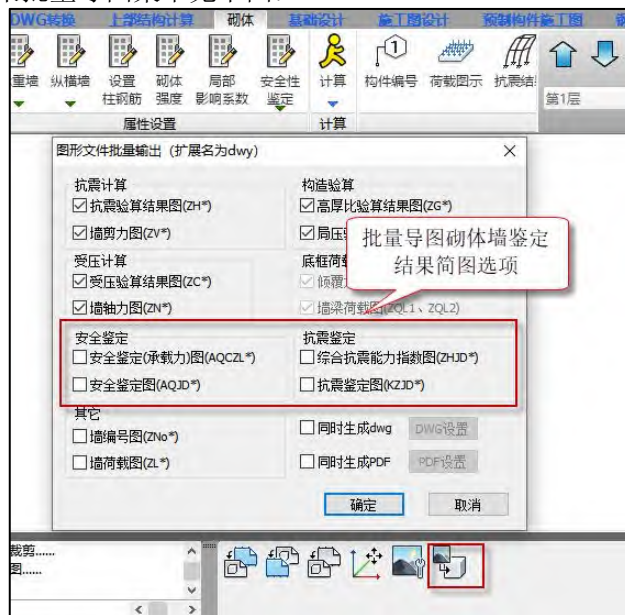 DWG转换 上部结构计算 砌体 基础设计 施工图设计 预制构件施工图
重墙 纵横墙 设置 砌体 局部 安全性 计算 构件编号 荷载图示 抗震结
柱钢筋 强度 影响系数 鉴定 第1层
属性设置 计算
图形文件批量输出（扩展名为dwy）
抗震计算 构造验算
抗震验算结果图(ZH*) 高厚比验算结果图(ZG*)
墙剪力图(ZV*) 局压
批量导图砌体墙鉴定
结果简图选项
受压计算 底框荷
受压验算结果图(ZC*) 倾覆
墙轴力图(ZN*) 墙梁荷载图(ZQL1、ZQL2)
安全鉴定 抗震鉴定
安全鉴定(承载力)图(AQCZL*) 综合抗震能力指数图(ZHJD*)
安全鉴定图(AQJD*) 抗震鉴定图(KZJD*)
其它
墙编号图(ZNo*) 同时生成dwg DWG设置
墙荷载图(ZL*) 同时生成PDF PDF设置
确定 取消
裁剪......
图......